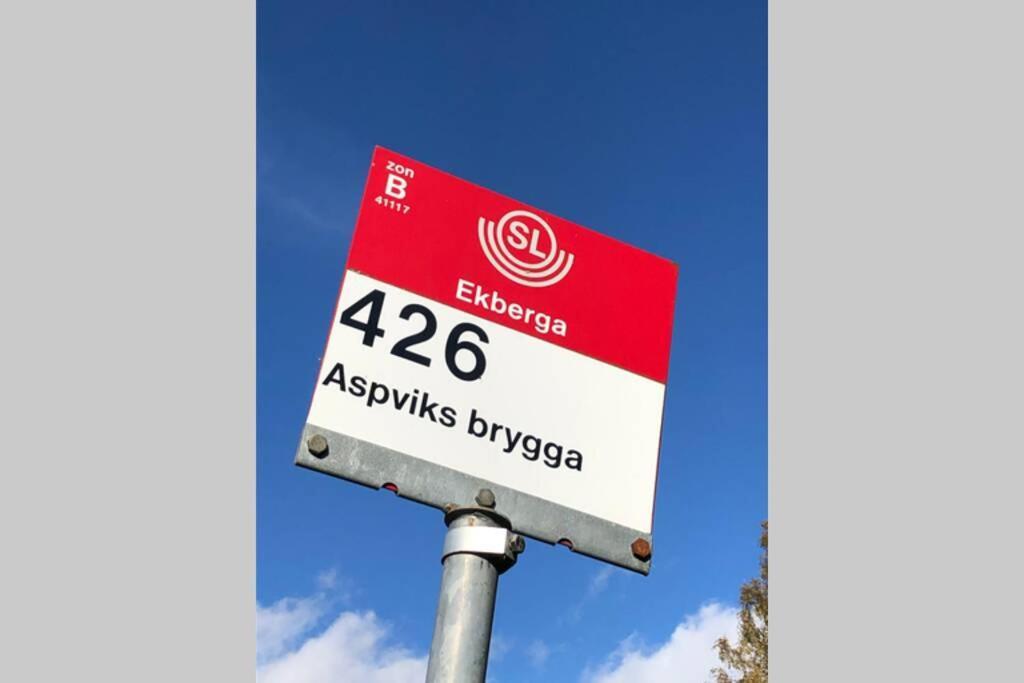 zon
B
41117
SL
Ekberga
426
Aspviks brygga